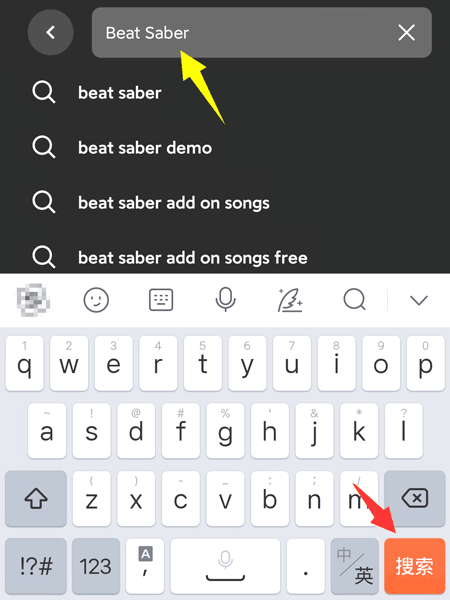 Beat Saber
beat saber
beat saber demo
beat saber add on songs
beat saber add on songs free
1 2 3 4 5 6 7 8 9 0
q w e r t y u i o p
~ ! @ # % ' & * ?
a s d f g h j k l
( ) - _ : ; /
z x c v b n m
!?# 123 A , . 中/英 搜索